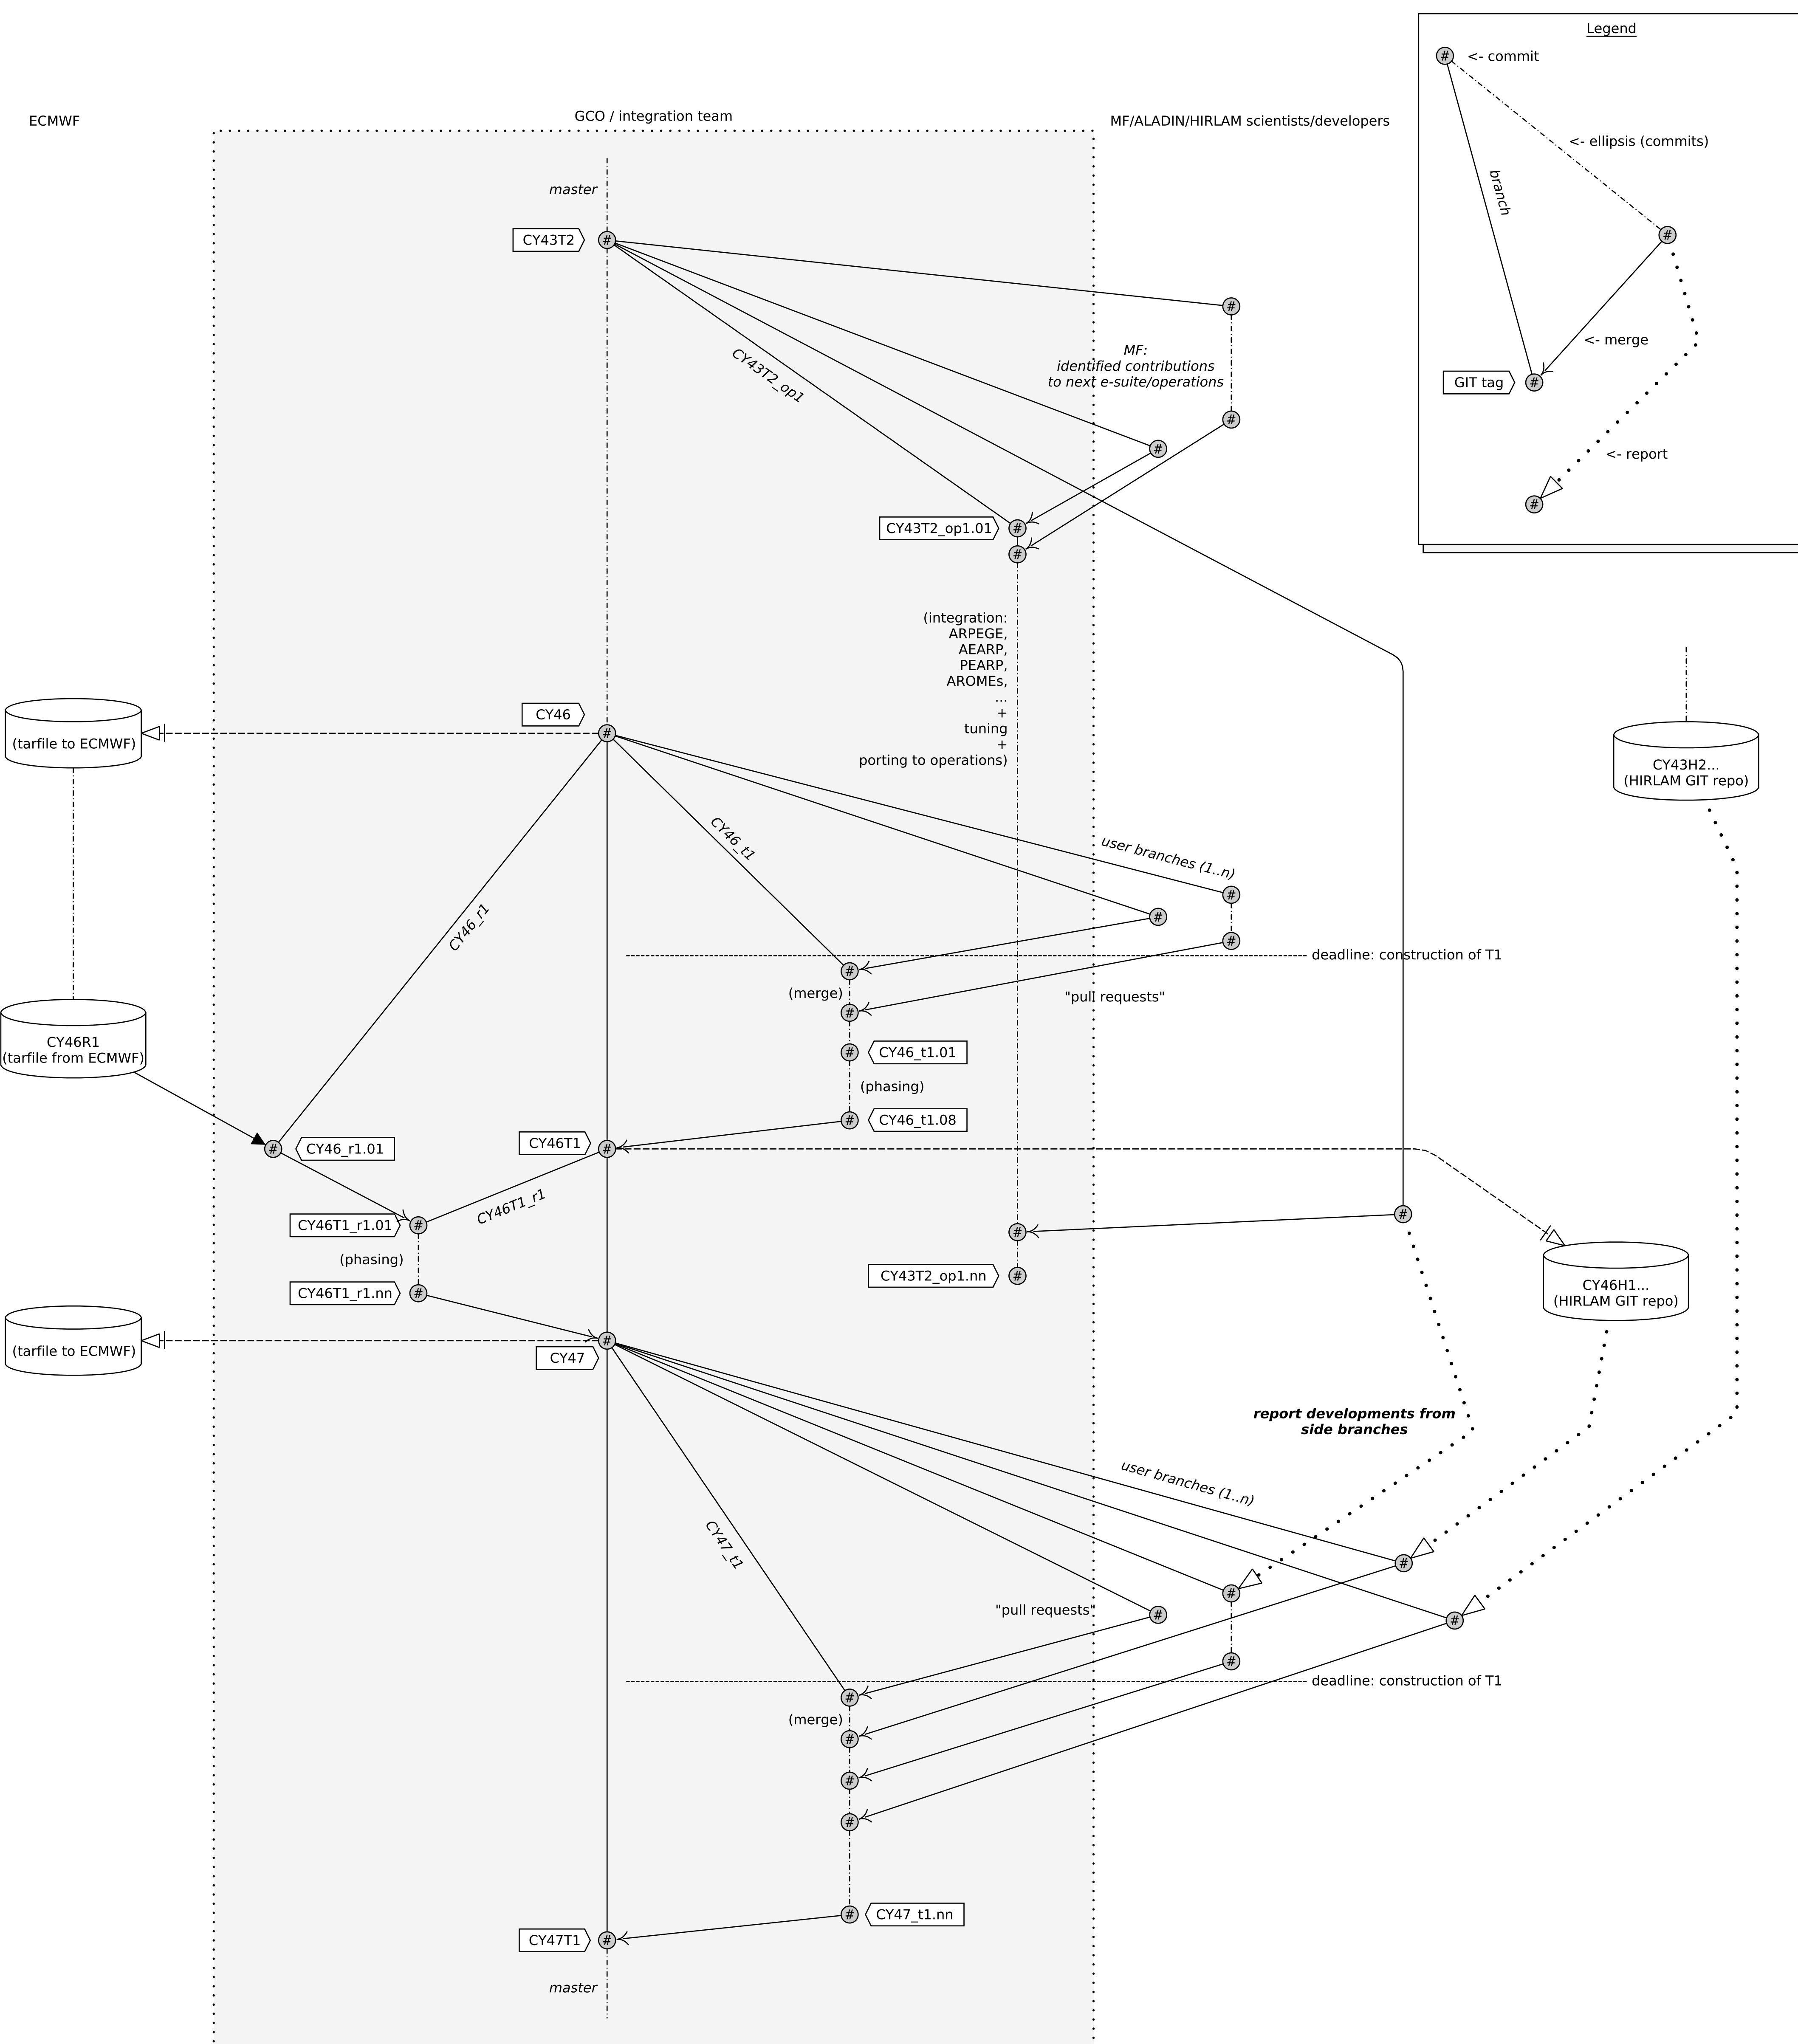 Legend
#
<- commit
ECMWF
GCO / integration team
MF/ALADIN/HIRLAM scientists/developers
<- ellipsis (commits)
branch
master
#
CY43T2
#
#
MF:
identified contributions
to next e-suite/operations
<- merge
CY43T2_op1
GIT tag
#
#
#
<- report
#
CY43T2_op1.01
#
#
(integration:
ARPEGE,
AEARP,
PEARP,
AROMEs,
...
+
tuning
+
porting to operations)
CY46
#
(tarfile to ECMWF)
CY43H2...
(HIRLAM GIT repo)
CY46_t1
user branches (1..n)
#
#
CY46_r1
#
deadline: construction of T1
#
(merge)
"pull requests"
#
CY46R1
(tarfile from ECMWF)
#
CY46_t1.01
(phasing)
#
CY46_t1.08
#
CY46_r1.01
CY46T1
#
CY46T1_r1
#
CY46T1_r1.01
#
#
(phasing)
CY43T2_op1.nn
#
CY46H1...
(HIRLAM GIT repo)
CY46T1_r1.nn
#
#
(tarfile to ECMWF)
CY47
report developments from
side branches
user branches (1..n)
CY47_t1
#
#
"pull requests"
#
#
#
deadline: construction of T1
#
(merge)
#
#
#
#
CY47_t1.nn
CY47T1
#
master